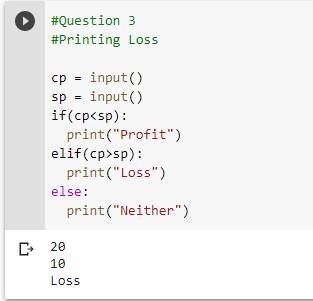 #Question 3
#Printing Loss
cp = input()
sp = input()
if(cp<sp):
  print("Profit")
elif(cp>sp):
  print("Loss")
else:
  print("Neither")
20
10
Loss